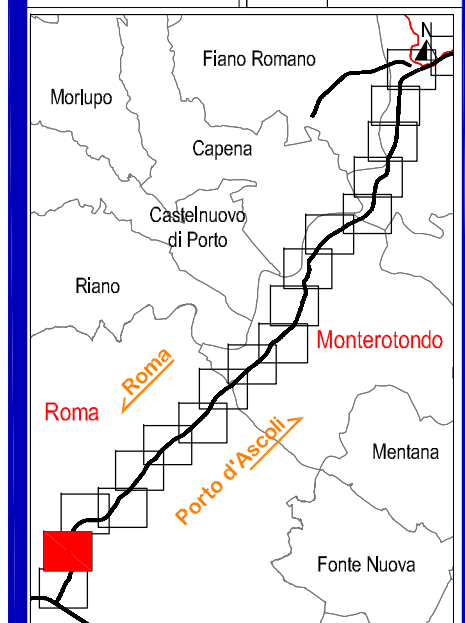 N
Fiano Romano
Morlupo
Capena
Castelnuovo
di Porto
Riano
Monterotondo
Roma
Roma
Porto d'Ascoli
Mentana
Fonte Nuova